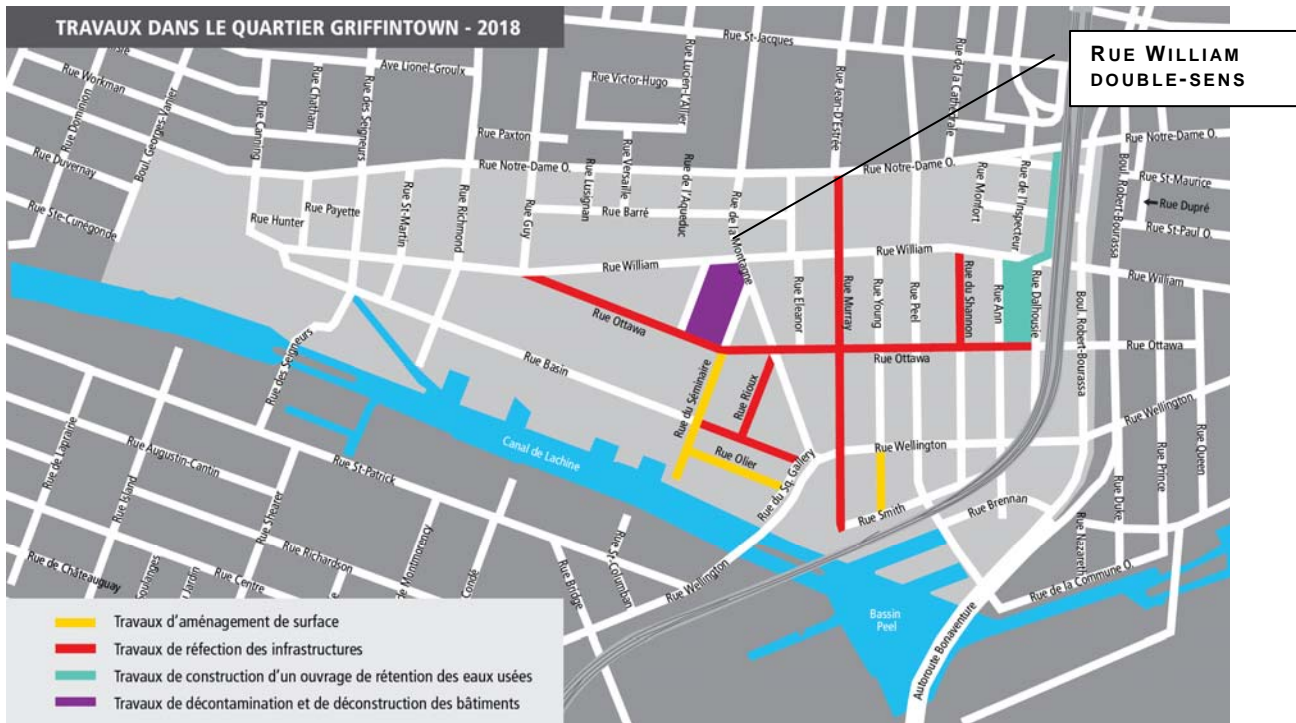 TRAVAUX DANS LE QUARTIER GRIFFINTOWN - 2018
RUE WILLIAM
DOUBLE-SENS
Rue St-Jacques
Ave Lionel-Groulx
Rue Workman
Rue Dominion
Boul. Georges-Vanier
Rue Canning
Rue Chatham
Rue des Seigneurs
Rue Victor-Hugo
Rue Lucien-L'Allier
Rue Jean-D'Estrée
Rue de la Cathédrale
Rue Paxton
Rue Notre-Dame O.
Rue Duvernay
Rue Ste-Cunégonde
Rue Notre-Dame O.
Rue Notre-Dame O.
Rue Hunter
Rue Payette
Rue St-Martin
Rue Richmond
Rue Guy
Rue Lusignan
Rue Versaille
Rue de l'Aqueduc
Rue Barré
Rue de la Montagne
Rue Monfort
Rue de l'Inspecteur
Boul. Robert-Bourassa
Rue St-Maurice
Rue Dupré
Rue St-Paul O.
Rue William
Rue William
Rue William
Rue Eleanor
Rue Murray
Rue Young
Rue Peel
Rue du Shannon
Rue Ann
Rue Dalhousie
Boul. Robert-Bourassa
Rue Ottawa
Rue Ottawa
Rue Ottawa
Rue des Seigneurs
Rue Basin
Rue du Séminaire
Rue Rioux
Rue Olier
Rue du Sq. Gallery
Rue Wellington
Rue Wellington
Rue Smith
Rue Brennan
Rue Prince
Rue Queen
Rue Duke
Rue Nazareth
Rue de la Commune O.
Canal de Lachine
Rue de Laprairie
Rue Augustin-Cantin
Rue Island
Rue Shearer
Rue St-Patrick
Rue Richardson
Rue Centre
Rue de Châteauguay
Soulanges
u Jardin
de Montmorency
Condé
Rue St-Columban
Rue Bridge
Rue Wellington
Bassin
Peel
Autoroute Bonaventure
Travaux d'aménagement de surface
Travaux de réfection des infrastructures
Travaux de construction d'un ouvrage de rétention des eaux usées
Travaux de décontamination et de déconstruction des bâtiments